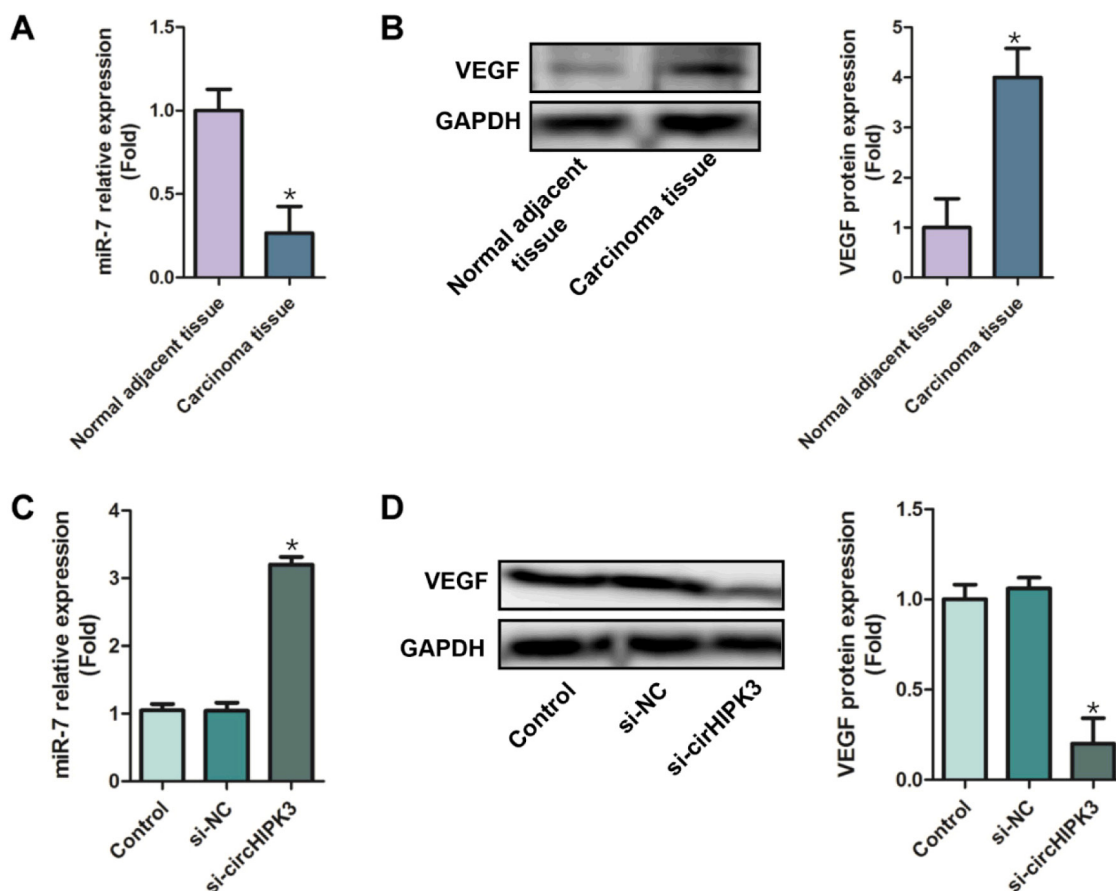 A
miR-7 relative expression
(Fold)
1.5
1.0
0.5
0.0
*
Normal adjacent tissue
Carcinoma tissue
B
VEGF
GAPDH
Normal adjacent
tissue
Carcinoma tissue
VEGF protein expression
(Fold)
5
4
3
2
1
0
*
Normal adjacent tissue
Carcinoma tissue
C
miR-7 relative expression
(Fold)
4
3
2
1
0
*
Control
si-NC
si-circHIPK3
D
VEGF
GAPDH
Control
si-NC
si-cirHIPK3
VEGF protein expression
(Fold)
1.5
1.0
0.5
0.0
*
Control
si-NC
si-circHIPK3